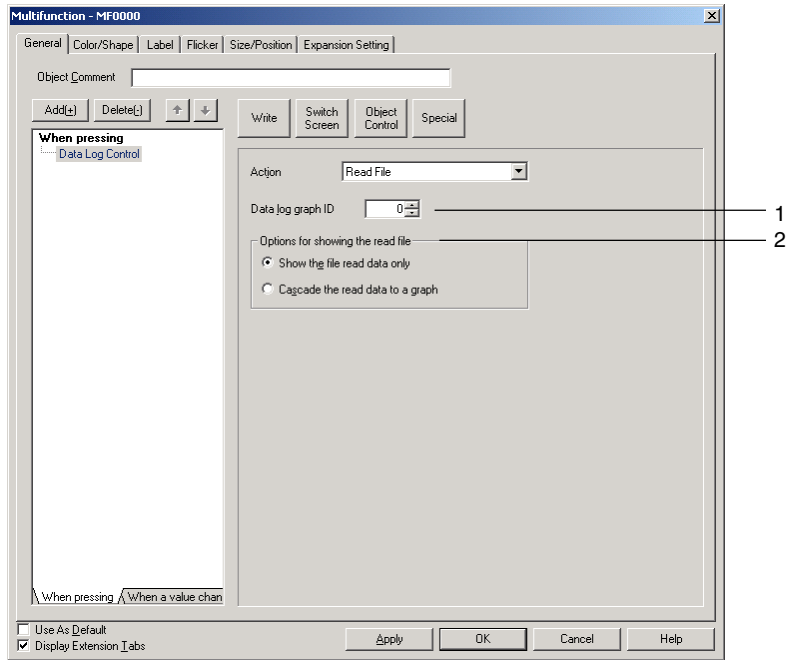 Multifunction - MF0000
General Color/Shape Label Flicker Size/Position Expansion Setting
Object Comment
Add(+) Delete(-)
Write Switch Screen Object Control Special
When pressing
Data Log Control
Action Read File
Data log graph ID 0 1
Options for showing the read file 2
Show the file read data only
Cascade the read data to a graph
When pressing When a value chan
Use As Default
Display Extension Tabs
Apply OK Cancel Help